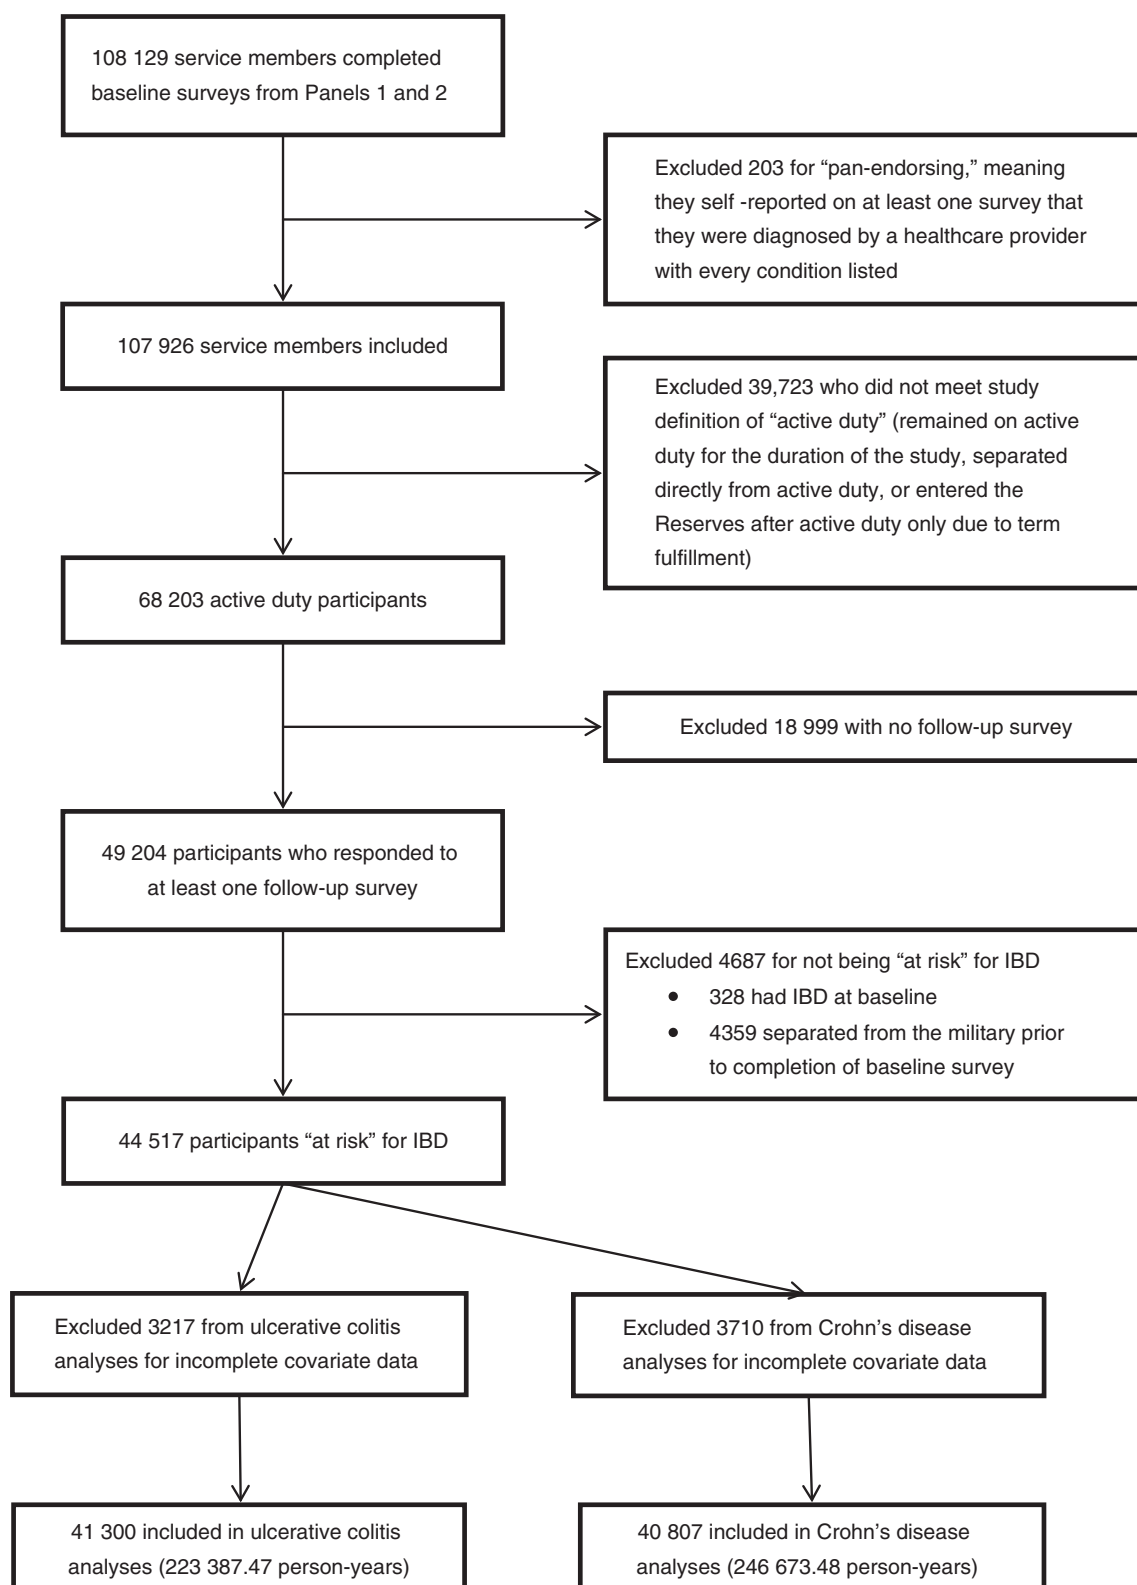 108 129 service members completed
baseline surveys from Panels 1 and 2
Excluded 203 for “pan-endorsing,” meaning
they self -reported on at least one survey that
they were diagnosed by a healthcare provider
with every condition listed
107 926 service members included
Excluded 39,723 who did not meet study
definition of “active duty” (remained on active
duty for the duration of the study, separated
directly from active duty, or entered the
Reserves after active duty only due to term
fulfillment)
68 203 active duty participants
Excluded 18 999 with no follow-up survey
49 204 participants who responded to
at least one follow-up survey
Excluded 4687 for not being “at risk” for IBD
• 328 had IBD at baseline
• 4359 separated from the military prior
to completion of baseline survey
44 517 participants “at risk” for IBD
Excluded 3217 from ulcerative colitis
analyses for incomplete covariate data
Excluded 3710 from Crohn’s disease
analyses for incomplete covariate data
41 300 included in ulcerative colitis
analyses (223 387.47 person-years)
40 807 included in Crohn’s disease
analyses (246 673.48 person-years)